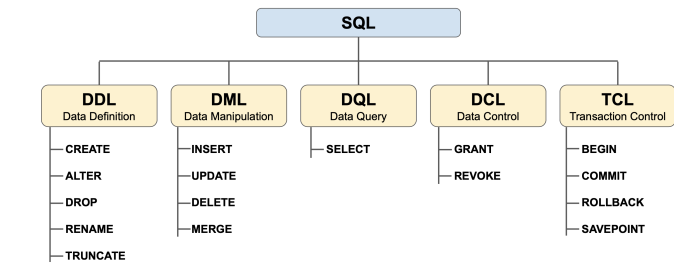 SQL
DDL
Data Definition
CREATE
ALTER
DROP
RENAME
TRUNCATE
DML
Data Manipulation
INSERT
UPDATE
DELETE
MERGE
DQL
Data Query
SELECT
DCL
Data Control
GRANT
REVOKE
TCL
Transaction Control
BEGIN
COMMIT
ROLLBACK
SAVEPOINT